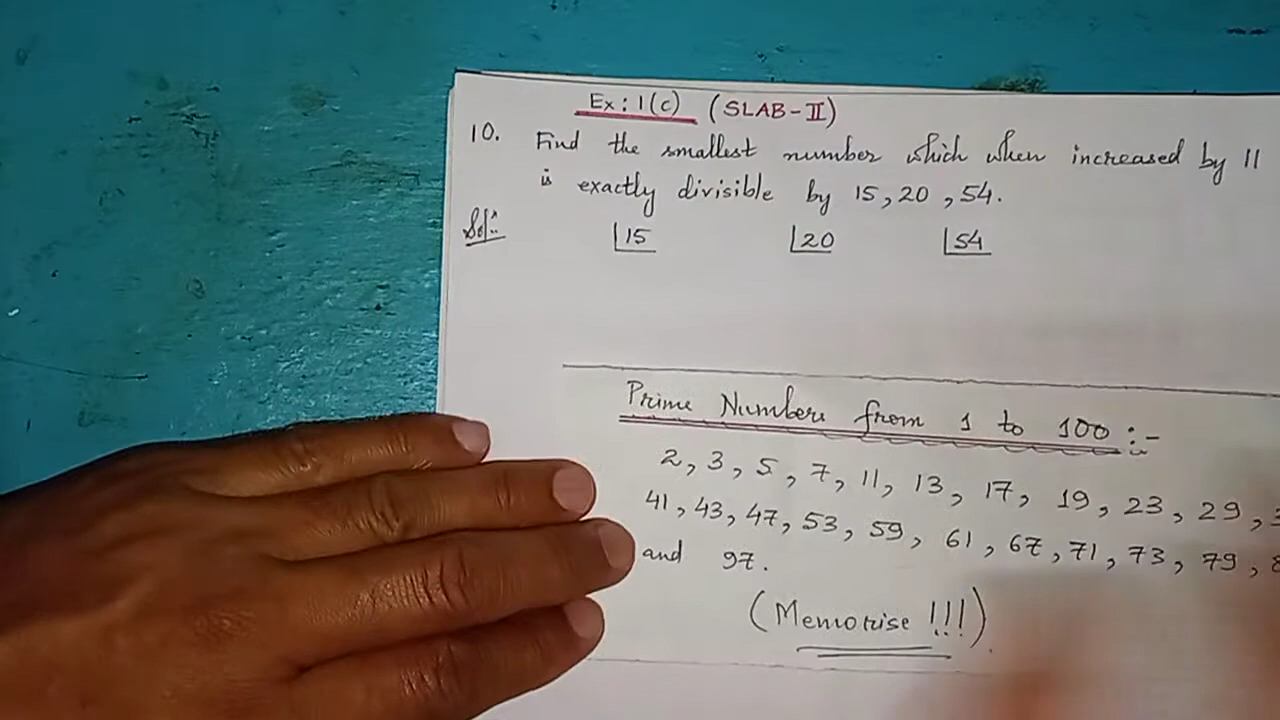 Ex: 1(c) (SLAB-II)
10. Find the smallest number which when increased by 11
is exactly divisible by 15, 20, 54.
Sol^n:
15 20 54
Prime Numbers from 1 to 100 :-
2, 3, 5, 7, 11, 13, 17, 19, 23, 29,
41, 43, 47, 53, 59, 61, 67, 71, 73, 79,
and 97.
(Memorise !!!)